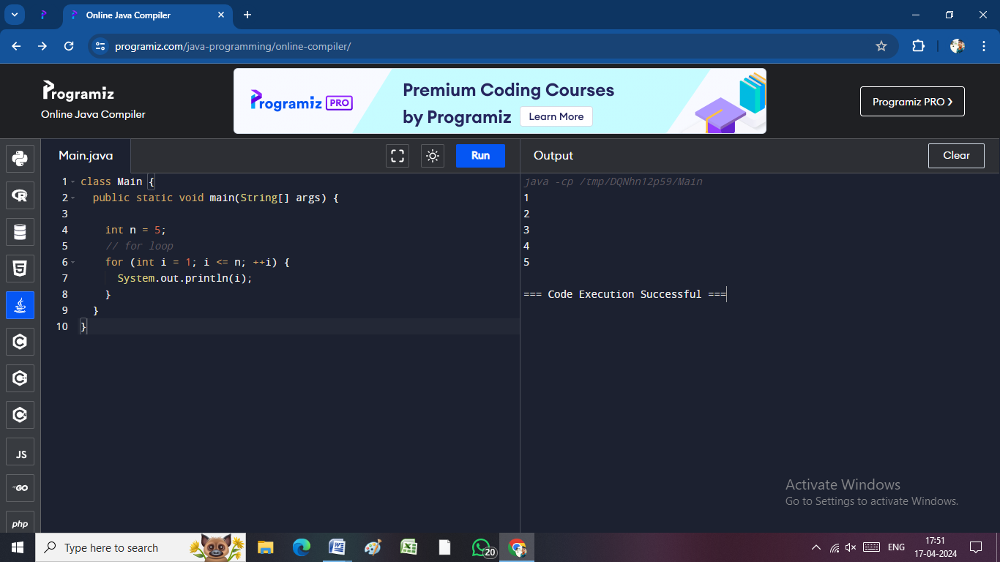 Online Java Compiler
programiz.com/java-programming/online-compiler/
Programiz
Online Java Compiler
Programiz PRO
Premium Coding Courses
by Programiz Learn More
Programiz PRO ❯
Main.java
Run
Output
Clear
1 class Main {
2 public static void main(String[] args) {
3
4 int n = 5;
5 // for loop
6 for (int i = 1; i <= n; ++i) {
7 System.out.println(i);
8 }
9 }
10 }
java -cp /tmp/DQNhn12p59/Main
1
2
3
4
5
=== Code Execution Successful ===
JS
GO
php
Activate Windows
Go to Settings to activate Windows.
Type here to search
20
ENG
17:51
17-04-2024